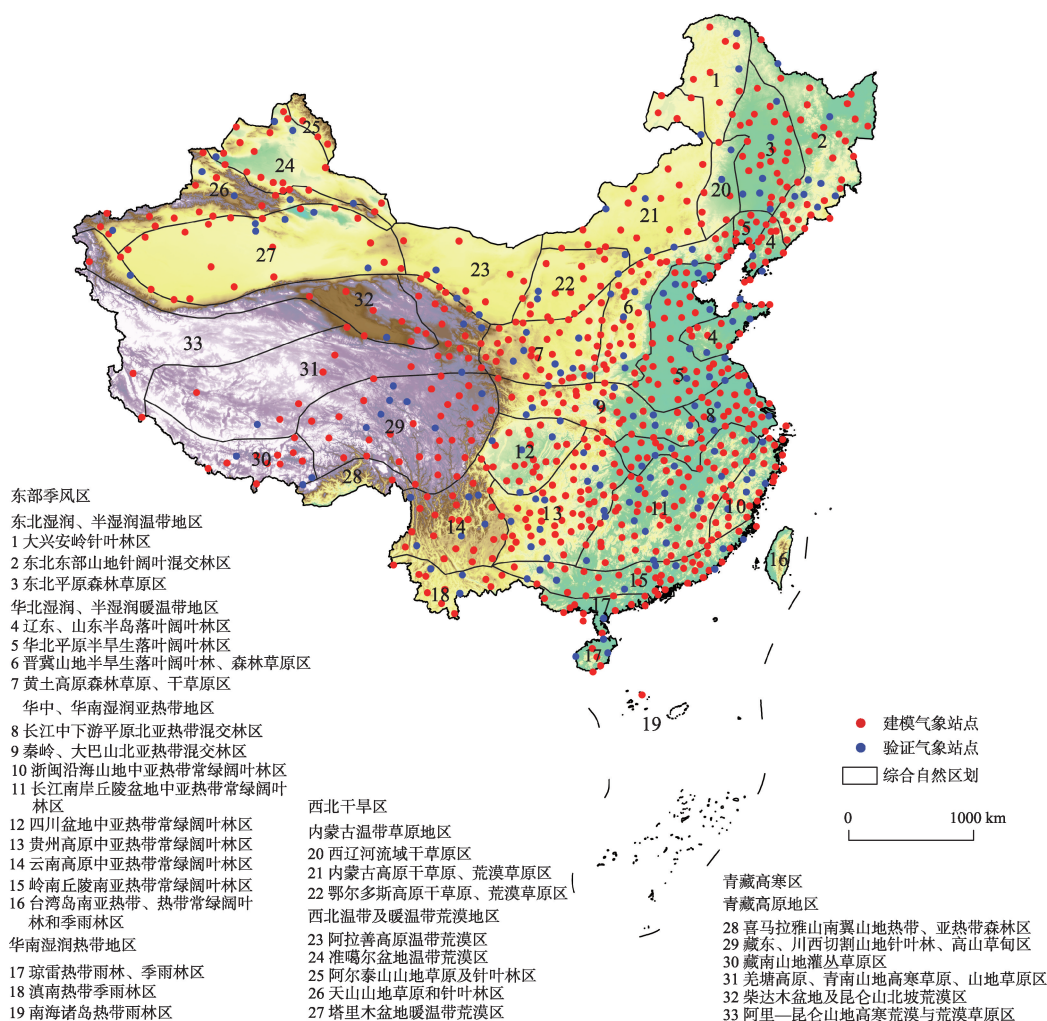 1
2
3
20
21
5
4
25
24
26
27
23
22
6
32
33
7
4
31
5
9
8
29
12
30
28
13
11
10
14
16
15
18
17
17
19
东部季风区
东北湿润、半湿润温带地区
1 大兴安岭针叶林区
2 东北东部山地针阔叶混交林区
3 东北平原森林草原区
华北湿润、半湿润暖温带地区
4 辽东、山东半岛落叶阔叶林区
5 华北平原半旱生落叶阔叶林区
6 晋冀山地半旱生落叶阔叶林、森林草原区
7 黄土高原森林草原、干草原区
华中、华南湿润亚热带地区
8 长江中下游平原北亚热带混交林区
9 秦岭、大巴山北亚热带混交林区
10 浙闽沿海山地中亚热带常绿阔叶林区
11 长江南岸丘陵盆地中亚热带常绿阔叶
林区
12 四川盆地中亚热带常绿阔叶林区
13 贵州高原中亚热带常绿阔叶林区
14 云南高原中亚热带常绿阔叶林区
15 岭南丘陵南亚热带常绿阔叶林区
16 台湾岛南亚热带、热带常绿阔叶
林和季雨林区
华南湿润热带地区
17 琼雷热带雨林、季雨林区
18 滇南热带季雨林区
19 南海诸岛热带雨林区
西北干旱区
内蒙古温带草原地区
20 西辽河流域干草原区
21 内蒙古高原干草原、荒漠草原区
22 鄂尔多斯高原干草原、荒漠草原区
西北温带及暖温带荒漠地区
23 阿拉善高原温带荒漠区
24 准噶尔盆地温带荒漠区
25 阿尔泰山山地草原及针叶林区
26 天山山地草原和针叶林区
27 塔里木盆地暖温带荒漠区
建模气象站点
验证气象站点
综合自然区划
0 1000 km
青藏高寒区
青藏高原地区
28 喜马拉雅山南翼山地热带、亚热带森林区
29 藏东、川西切割山地针叶林、高山草甸区
30 藏南山地灌丛草原区
31 羌塘高原、青南山地高寒草原、山地草原区
32 柴达木盆地及昆仑山北坡荒漠区
33 阿里—昆仑山地高寒荒漠与荒漠草原区